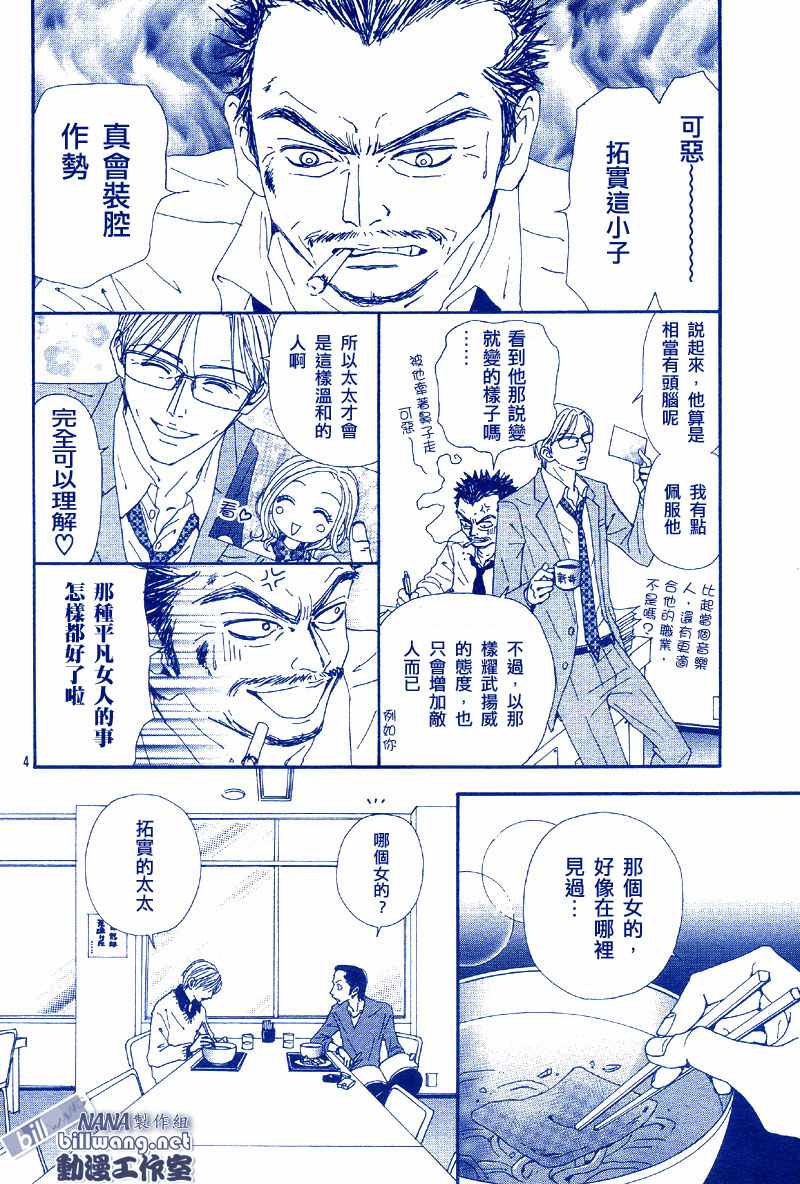 可惡~~~~~
拓實這小子
真會裝腔
作勢
說起來，他算是
相當有頭腦呢
我有點
佩服他
比起當個音樂
人，還有更適
合他的職業，
不是嗎？
看到他那説變
就變的樣子嗎
……
被他牽著鼻子走
可惡
不過，以那
樣耀武揚威
的態度，也
只會增加敵
人而已
例如你
新井
所以太太才會
是這樣溫和的
人啊
看♡
完全可以理解♡
那種平凡女人的事
怎樣都好了啦
4
那個女的，
好像在哪裡
見過…
哪個女的？
拓實的太太
NANA製作組
billwang.net
動漫工作室
bill